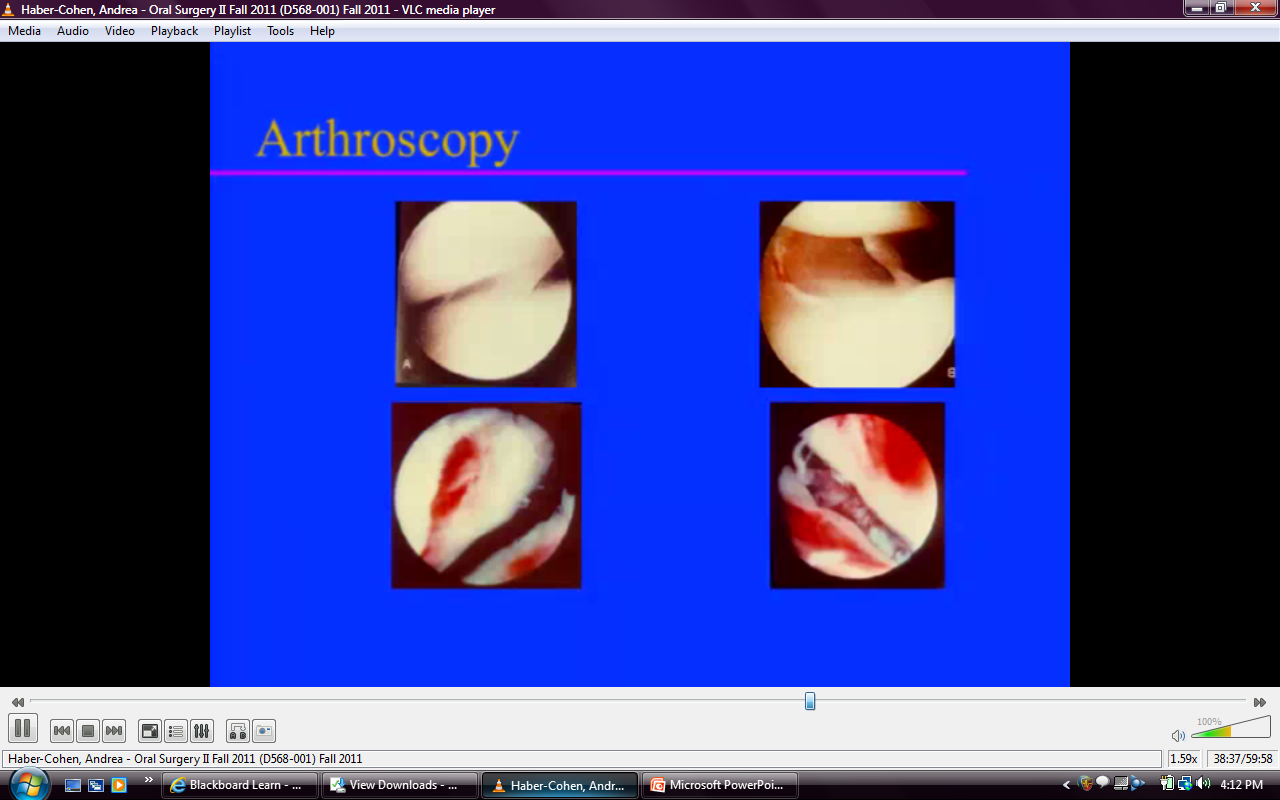 Haber-Cohen, Andrea - Oral Surgery II Fall 2011 (D568-001) Fall 2011 - VLC media player
Media Audio Video Playback Playlist Tools Help
Arthroscopy
A
B
100%
Haber-Cohen, Andrea - Oral Surgery II Fall 2011 (D568-001) Fall 2011
1.59x
38:37/59:58
Blackboard Learn - ...
View Downloads - ...
Haber-Cohen, Andr...
Microsoft PowerPoi...
4:12 PM